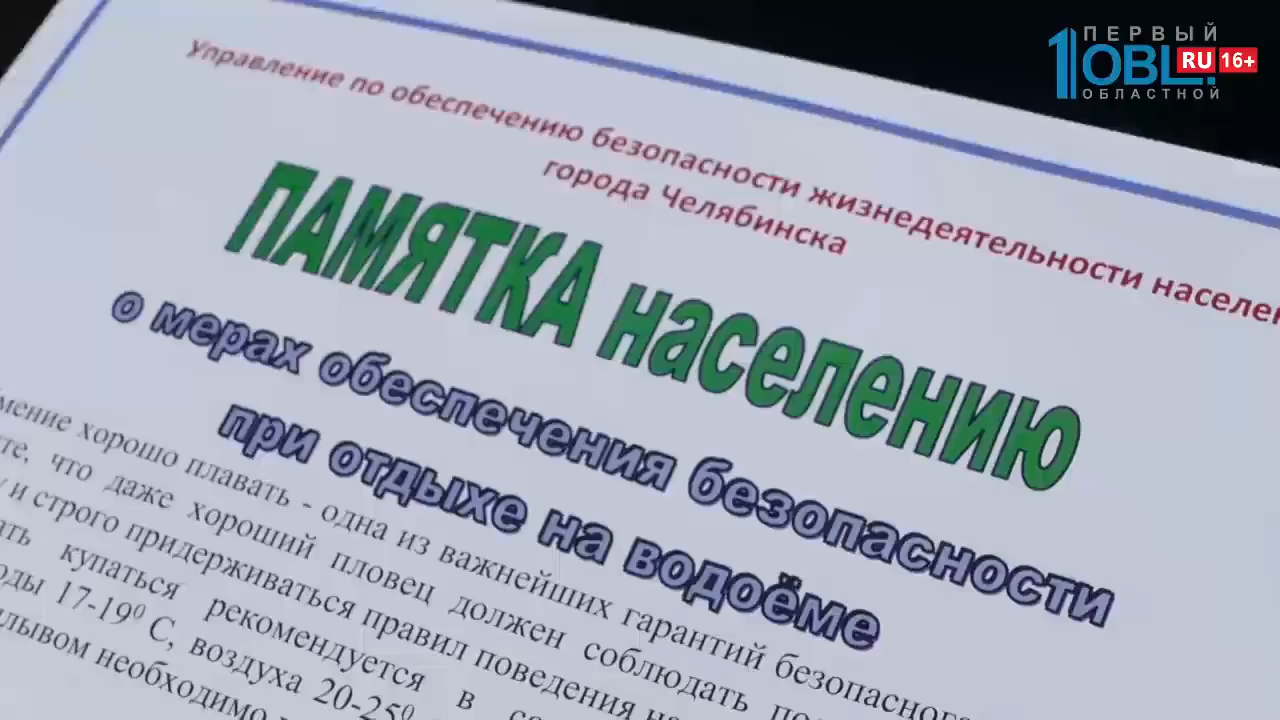 ПЕРВЫЙ
1OBL. RU 16+
ОБЛАСТНОЙ
Управление по обеспечению безопасности жизнедеятельности
города Челябинска
ПАМЯТКА населению
о мерах обеспечения безопасности
при отдыхе на водоёме
хорошо плавать - одна из важнейших гарантий безопасного
что даже хороший пловец должен соблюдать
и строго придерживаться правил поведения на
купаться рекомендуется в
17-19⁰ С, воздуха 20-25⁰
необходимо